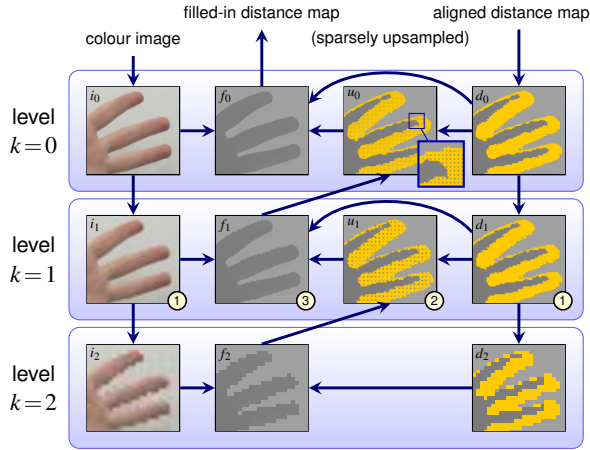 filled-in distance map
aligned distance map
colour image
(sparsely upsampled)
level
k=0
i0
f0
u0
d0
level
k=1
i1
f1
u1
d1
1
3
2
1
level
k=2
i2
f2
d2